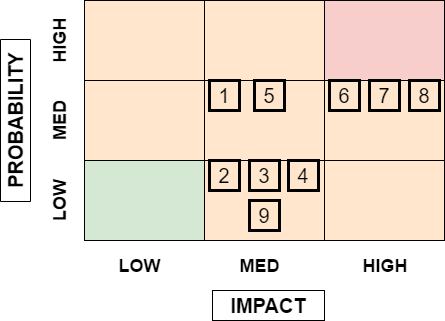 PROBABILITY
HIGH
MED
LOW
1 5 6 7 8
2 3 4
9
LOW MED HIGH
IMPACT